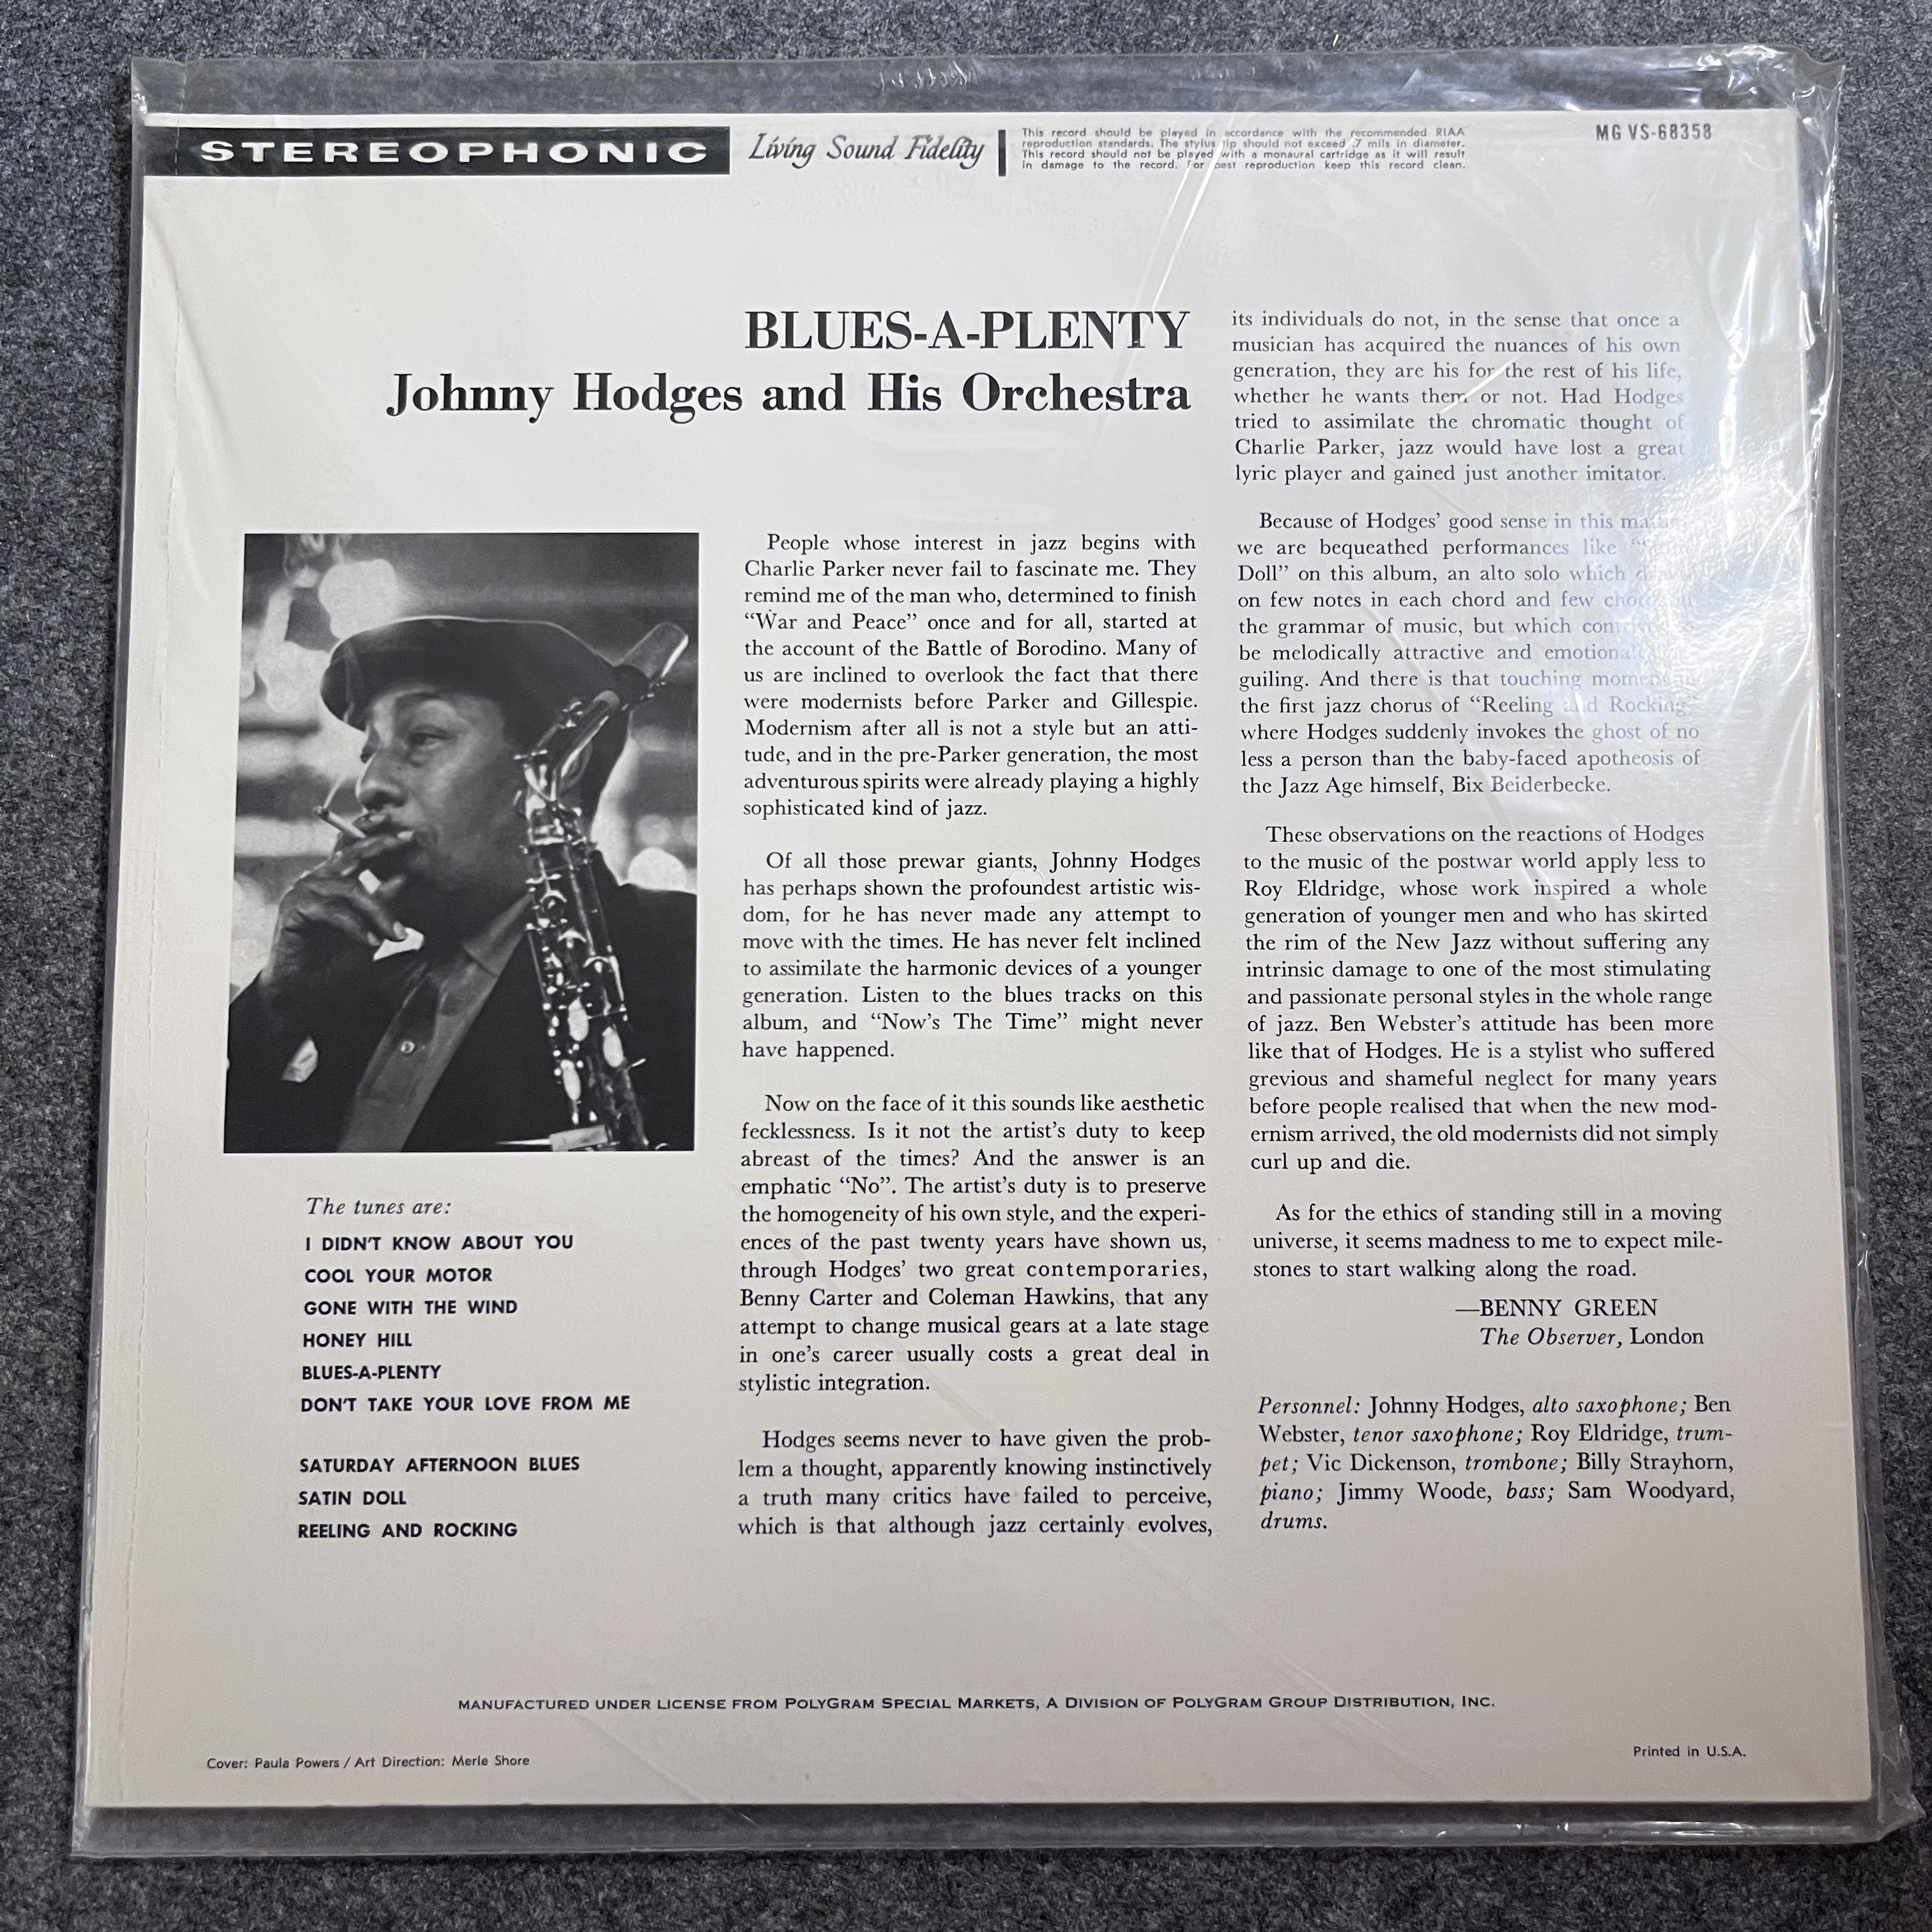 STEREOPHONIC
Living Sound Fidelity
This record should be played in accordance with the recommended RIAA
reproduction standards. The stylus tip should not exceed .7 mils in diameter.
This record should not be played with a monaural cartridge as it will result
in damage to the record. For best reproduction keep this record clean.
MG VS-68358
BLUES-A-PLENTY
Johnny Hodges and His Orchestra
People whose interest in jazz begins with
Charlie Parker never fail to fascinate me. They
remind me of the man who, determined to finish
“War and Peace” once and for all, started at
the account of the Battle of Borodino. Many of
us are inclined to overlook the fact that there
were modernists before Parker and Gillespie.
Modernism after all is not a style but an atti-
tude, and in the pre-Parker generation, the most
adventurous spirits were already playing a highly
sophisticated kind of jazz.
Of all those prewar giants, Johnny Hodges
has perhaps shown the profoundest artistic wis-
dom, for he has never made any attempt to
move with the times. He has never felt inclined
to assimilate the harmonic devices of a younger
generation. Listen to the blues tracks on this
album, and “Now’s The Time” might never
have happened.
Now on the face of it this sounds like aesthetic
fecklessness. Is it not the artist’s duty to keep
abreast of the times? And the answer is an
emphatic “No”. The artist’s duty is to preserve
the homogeneity of his own style, and the experi-
ences of the past twenty years have shown us,
through Hodges’ two great contemporaries,
Benny Carter and Coleman Hawkins, that any
attempt to change musical gears at a late stage
in one’s career usually costs a great deal in
stylistic integration.
Hodges seems never to have given the prob-
lem a thought, apparently knowing instinctively
a truth many critics have failed to perceive,
which is that although jazz certainly evolves,
its individuals do not, in the sense that once a
musician has acquired the nuances of his own
generation, they are his for the rest of his life,
whether he wants them or not. Had Hodges
tried to assimilate the chromatic thought of
Charlie Parker, jazz would have lost a great
lyric player and gained just another imitator.
Because of Hodges’ good sense in this
we are bequeathed performances like
Doll” on this album, an alto solo which
on few notes in each chord and few
the grammar of music, but which
be melodically attractive and
guiling. And there is that touching
the first jazz chorus of “Reeling and Rocking”
where Hodges suddenly invokes the ghost of no
less a person than the baby-faced apotheosis of
the Jazz Age himself, Bix Beiderbecke.
These observations on the reactions of Hodges
to the music of the postwar world apply less to
Roy Eldridge, whose work inspired a whole
generation of younger men and who has skirted
the rim of the New Jazz without suffering any
intrinsic damage to one of the most stimulating
and passionate personal styles in the whole range
of jazz. Ben Webster’s attitude has been more
like that of Hodges. He is a stylist who suffered
grevious and shameful neglect for many years
before people realised that when the new mod-
ernism arrived, the old modernists did not simply
curl up and die.
As for the ethics of standing still in a moving
universe, it seems madness to me to expect mile-
stones to start walking along the road.
—BENNY GREEN
The Observer, London
Personnel: Johnny Hodges, alto saxophone; Ben
Webster, tenor saxophone; Roy Eldridge, trum-
pet; Vic Dickenson, trombone; Billy Strayhorn,
piano; Jimmy Woode, bass; Sam Woodyard,
drums.
The tunes are:
I DIDN’T KNOW ABOUT YOU
COOL YOUR MOTOR
GONE WITH THE WIND
HONEY HILL
BLUES-A-PLENTY
DON’T TAKE YOUR LOVE FROM ME
SATURDAY AFTERNOON BLUES
SATIN DOLL
REELING AND ROCKING
MANUFACTURED UNDER LICENSE FROM POLYGRAM SPECIAL MARKETS, A DIVISION OF POLYGRAM GROUP DISTRIBUTION, INC.
Cover: Paula Powers / Art Direction: Merle Shore
Printed in U.S.A.